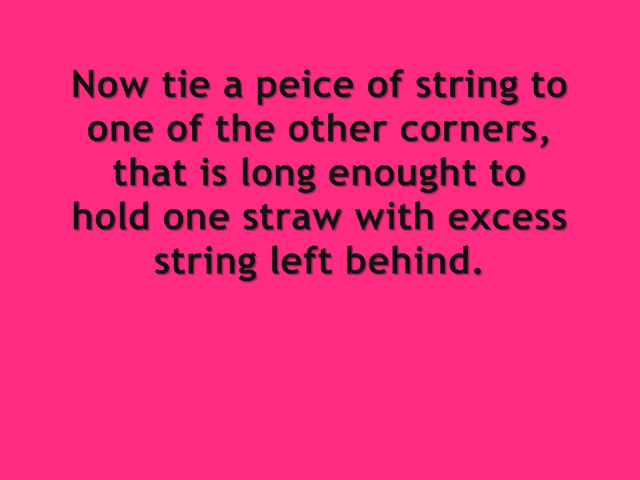 Now tie a peice of string to
one of the other corners,
that is long enought to
hold one straw with excess
string left behind.